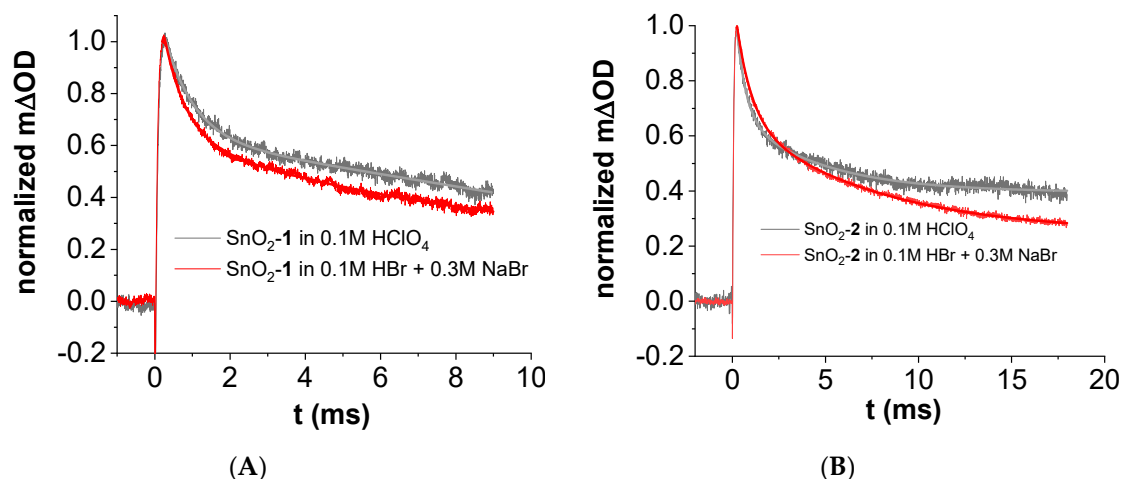 1.0
0.8
0.6
0.4
0.2
0.0
-0.2
normalized m∆OD
SnO₂-1 in 0.1M HClO₄
SnO₂-1 in 0.1M HBr + 0.3M NaBr
0 2 4 6 8 10
t (ms)
(A)
1.0
0.8
0.6
0.4
0.2
0.0
-0.2
normalized m∆OD
SnO₂-2 in 0.1M HClO₄
SnO₂-2 in 0.1M HBr + 0.3M NaBr
0 5 10 15 20
t (ms)
(B)